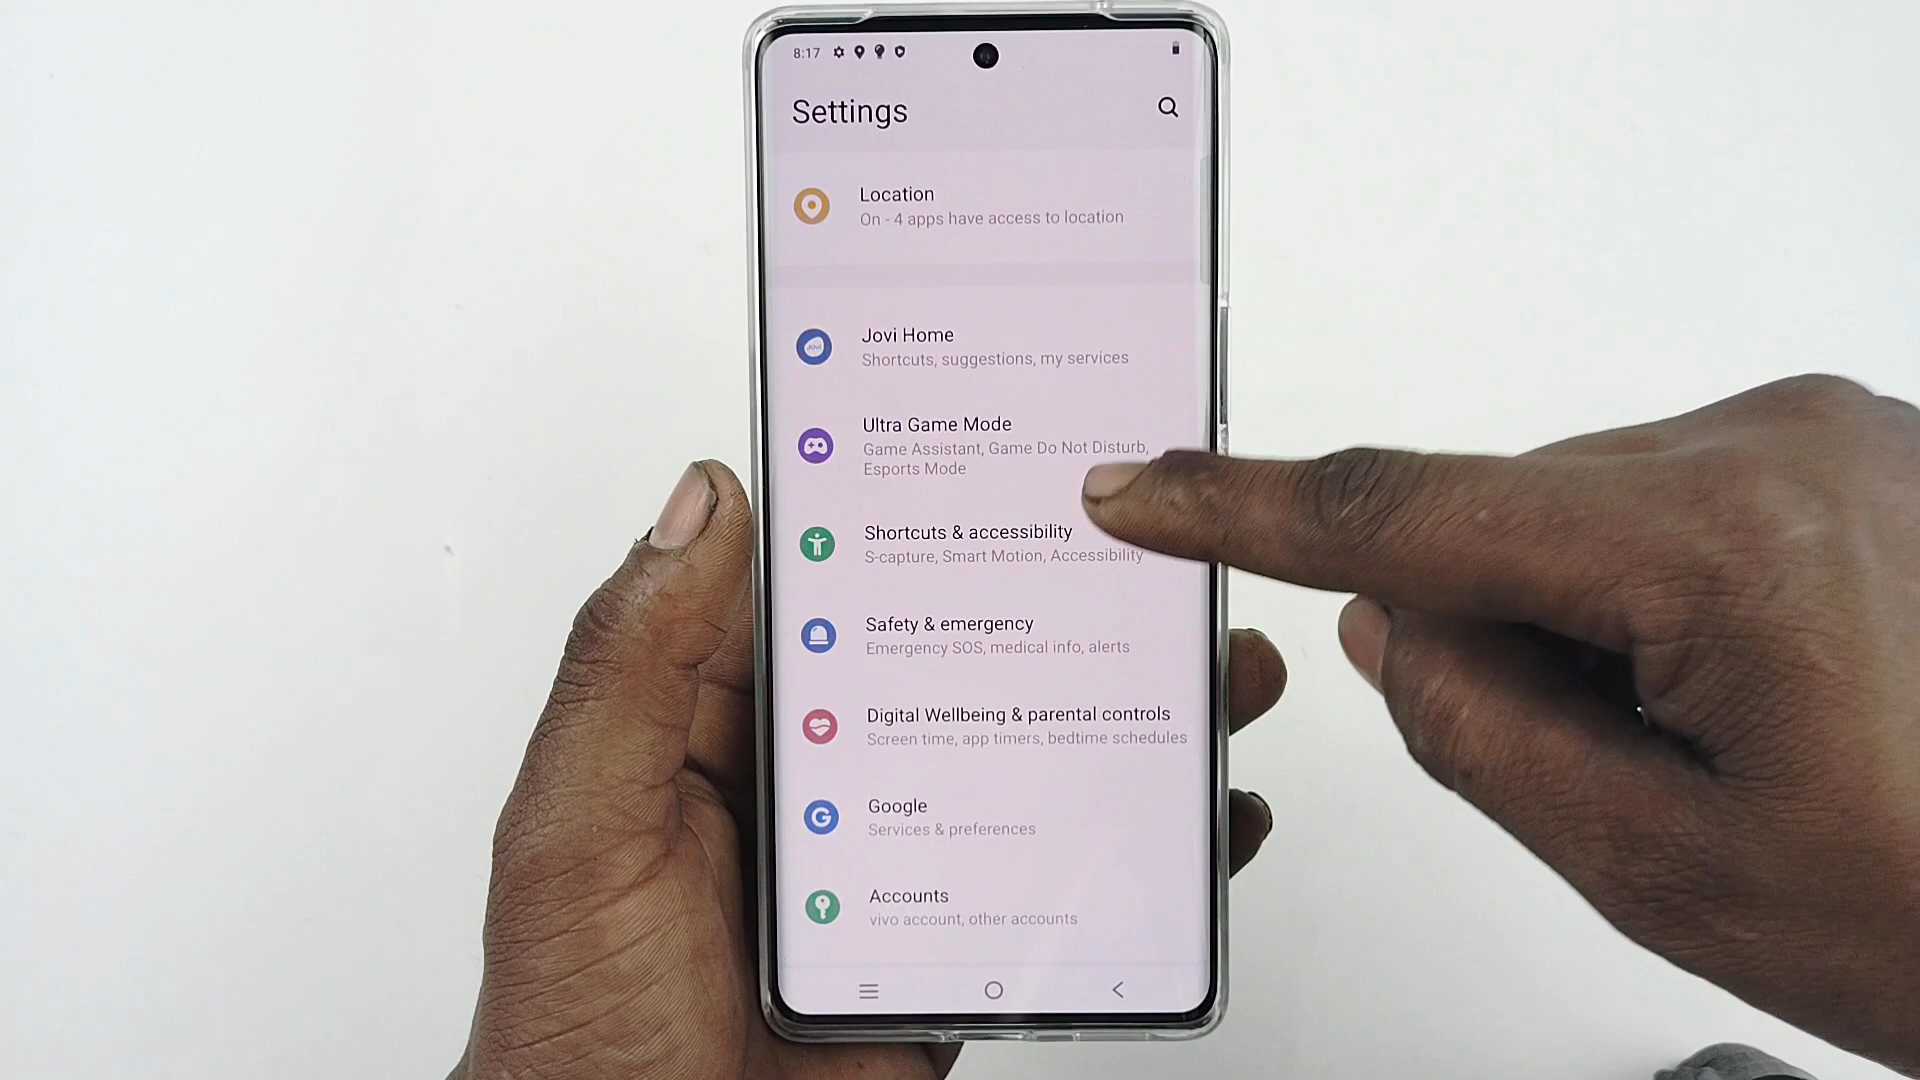 8:17
Settings
Location
On - 4 apps have access to location
Jovi
Jovi Home
Shortcuts, suggestions, my services
Ultra Game Mode
Game Assistant, Game Do Not Disturb,
Esports Mode
Shortcuts & accessibility
S-capture, Smart Motion, Accessibility
Safety & emergency
Emergency SOS, medical info, alerts
Digital Wellbeing & parental controls
Screen time, app timers, bedtime schedules
G
Google
Services & preferences
Accounts
vivo account, other accounts